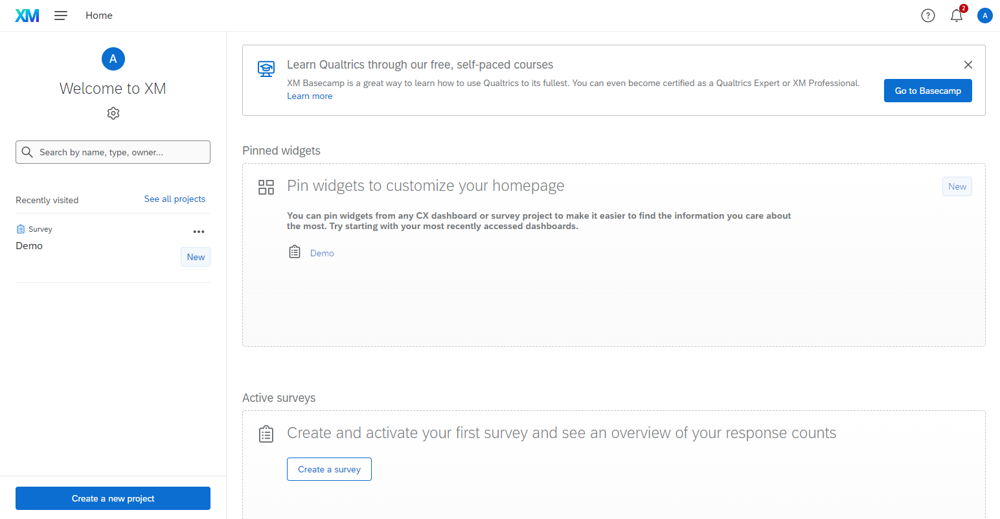 XM
Home
?
2
A
A
Welcome to XM
Search by name, type, owner...
Recently visited
See all projects
Survey
Demo
New
Create a new project
Learn Qualtrics through our free, self-paced courses
XM Basecamp is a great way to learn how to use Qualtrics to its fullest. You can even become certified as a Qualtrics Expert or XM Professional.
Learn more
Go to Basecamp
Pinned widgets
Pin widgets to customize your homepage
New
You can pin widgets from any CX dashboard or survey project to make it easier to find the information you care about
the most. Try starting with your most recently accessed dashboards.
Demo
Active surveys
Create and activate your first survey and see an overview of your response counts
Create a survey